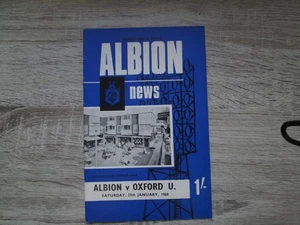 ALBION
news
ALBION v OXFORD U.
SATURDAY, 27th JANUARY, 1968
1/-